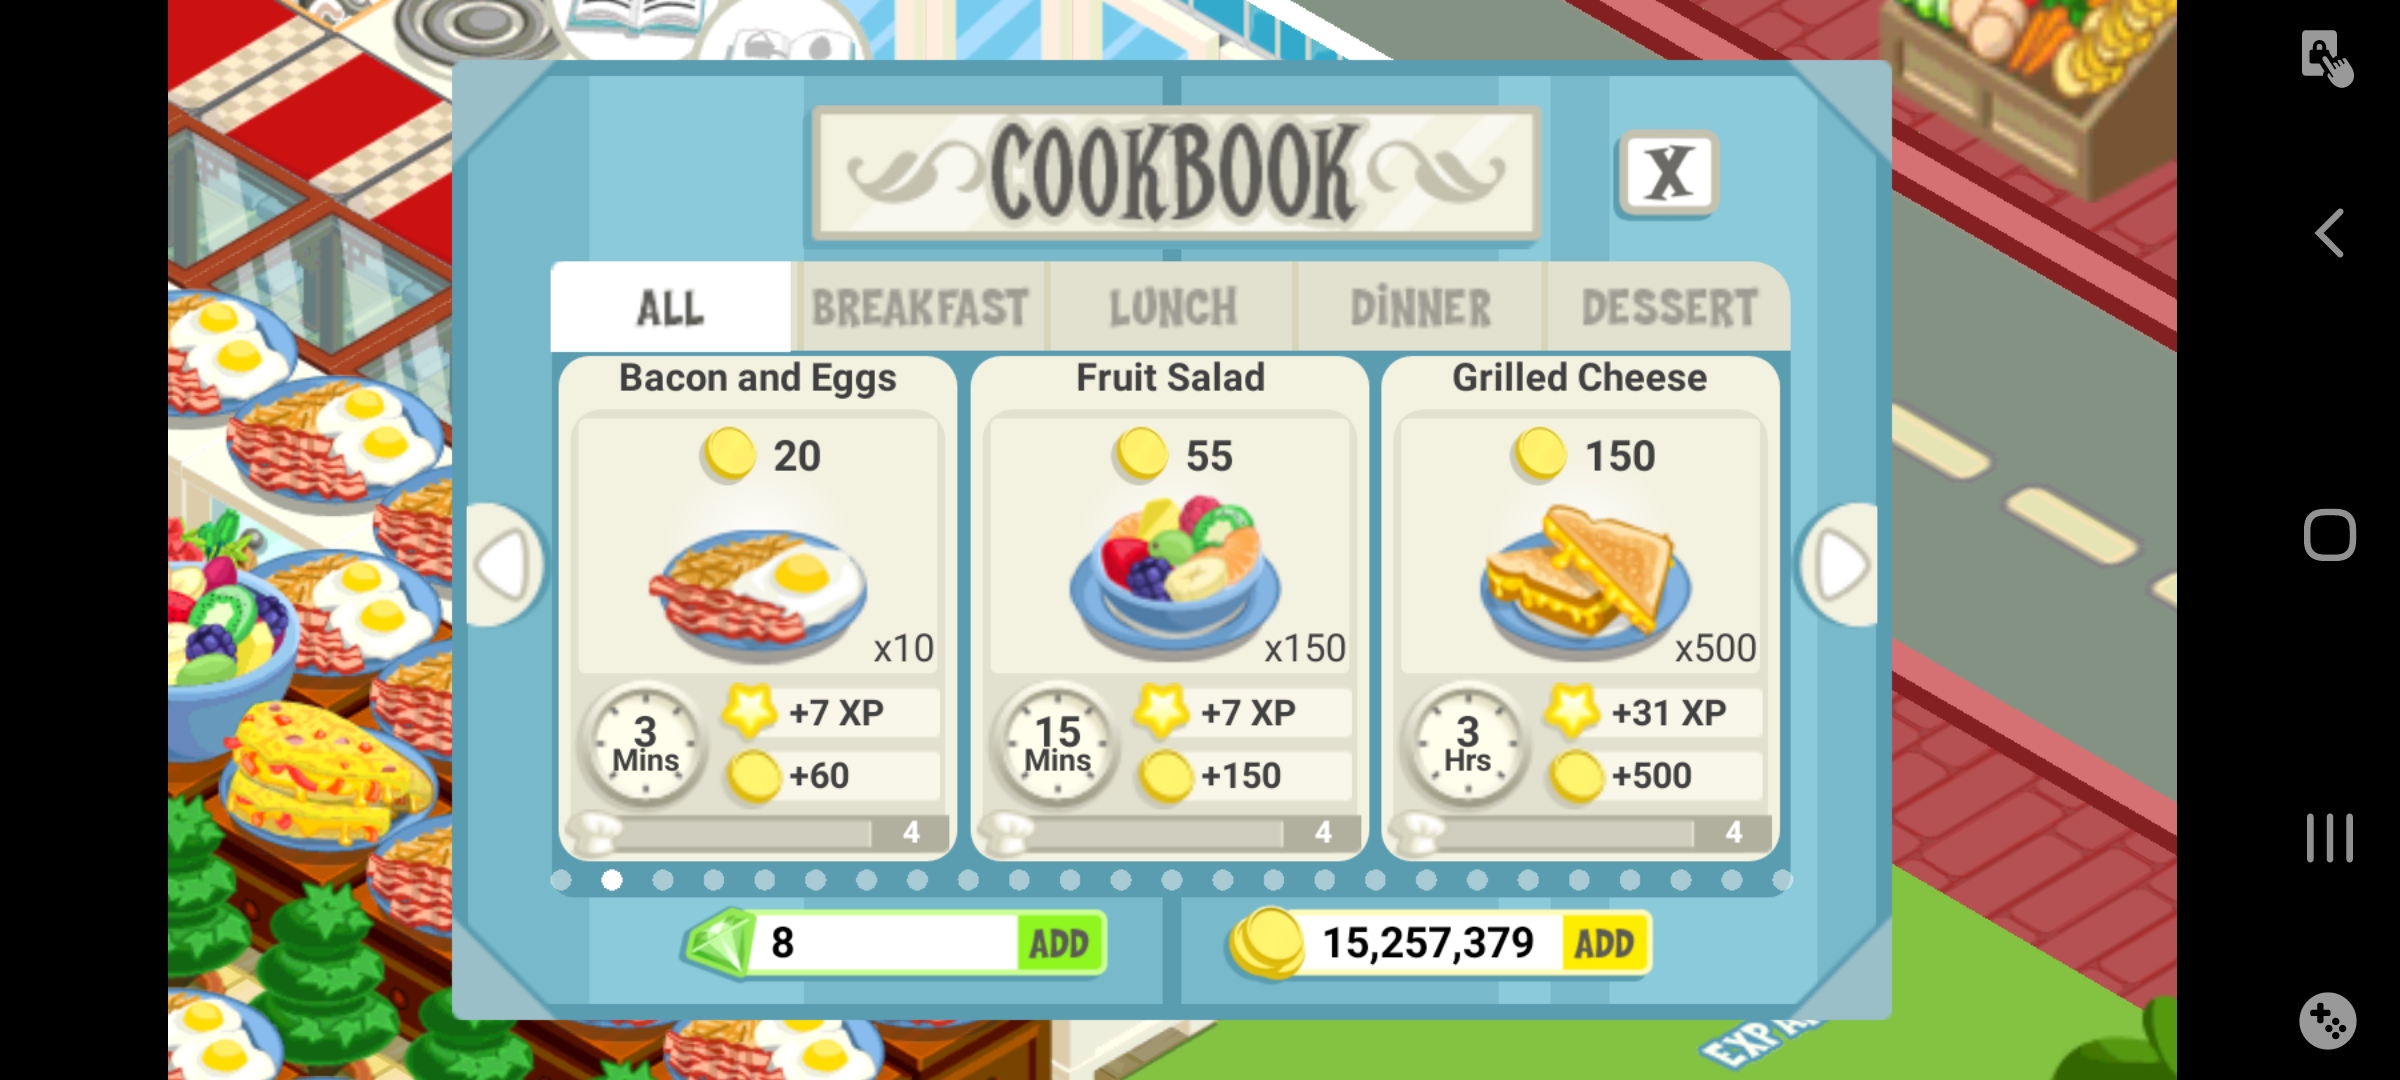 COOKBOOK
X
ALL BREAKFAST LUNCH DINNER DESSERT
Bacon and Eggs
20
x10
3 Mins
+7 XP
+60
4
Fruit Salad
55
x150
15 Mins
+7 XP
+150
4
Grilled Cheese
150
x500
3 Hrs
+31 XP
+500
4
8 ADD
15,257,379 ADD